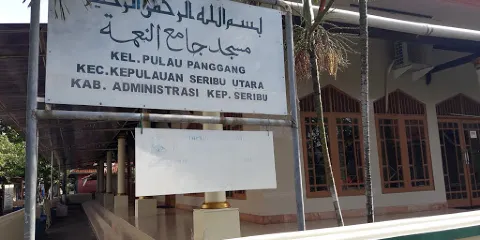 بسم الله الرحمن الرحيم
مسجد جامع النعمة
KEL. PULAU PANGGANG
KEC.KEPULAUAN SERIBU UTARA
KAB. ADMINISTRASI KEP. SERIBU